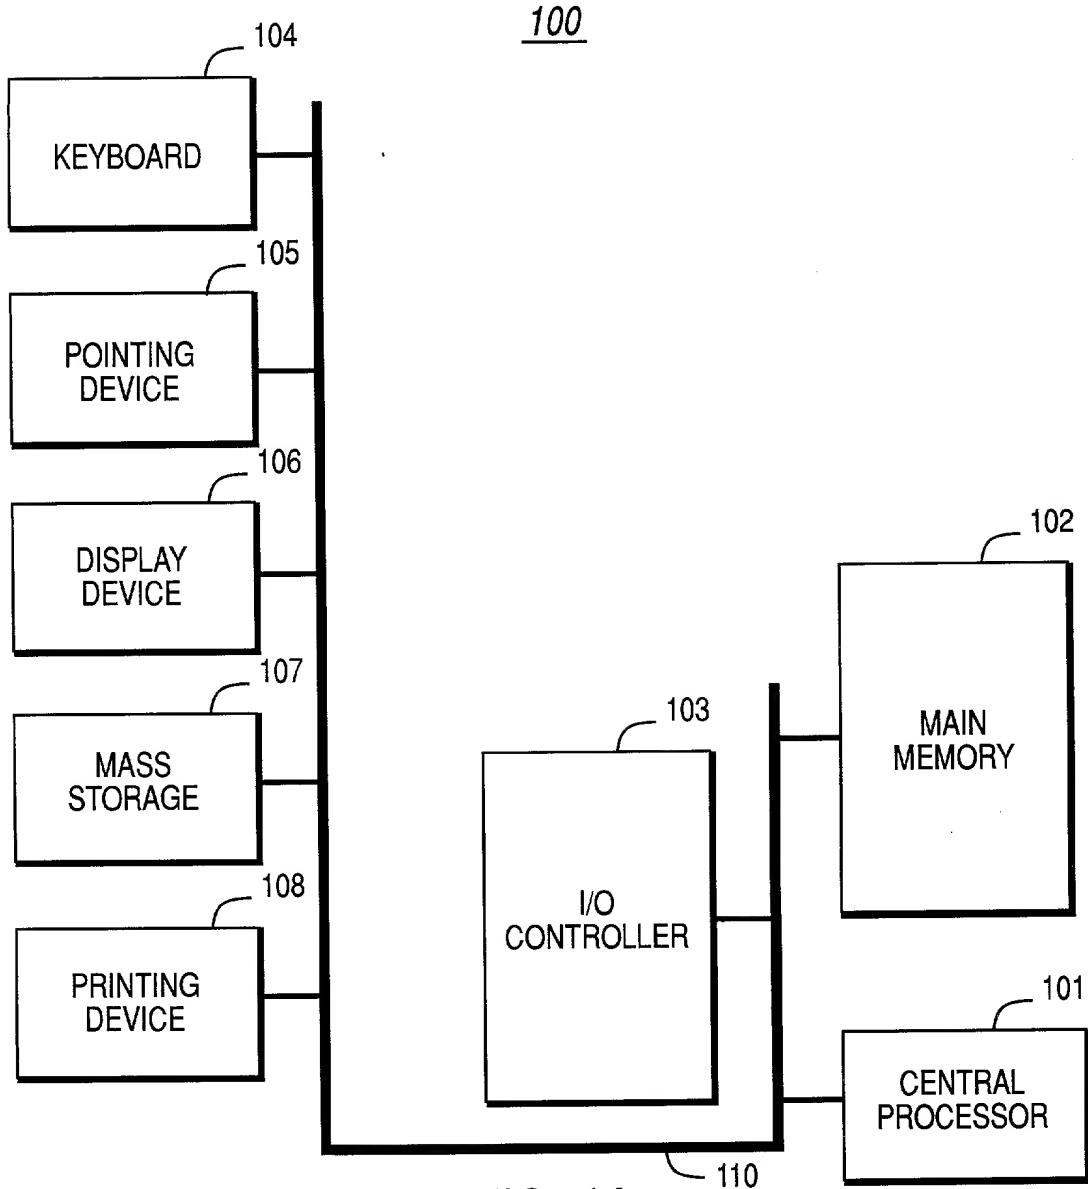 100
104
KEYBOARD
105
POINTING
DEVICE
106
DISPLAY
DEVICE
107
MASS
STORAGE
108
PRINTING
DEVICE
102
MAIN
MEMORY
103
I/O
CONTROLLER
101
CENTRAL
PROCESSOR
110